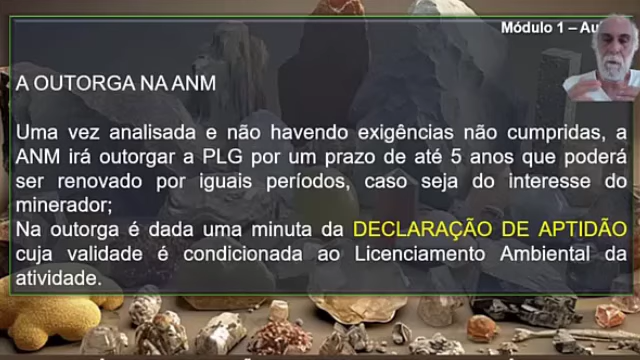 Módulo 1 –
A OUTORGA NA ANM
Uma vez analisada e não havendo exigências não cumpridas, a
ANM irá outorgar a PLG por um prazo de até 5 anos que poderá
ser renovado por iguais períodos, caso seja do interesse do
minerador;
Na outorga é dada uma minuta da DECLARAÇÃO DE APTIDÃO
cuja validade é condicionada ao Licenciamento Ambiental da
atividade.